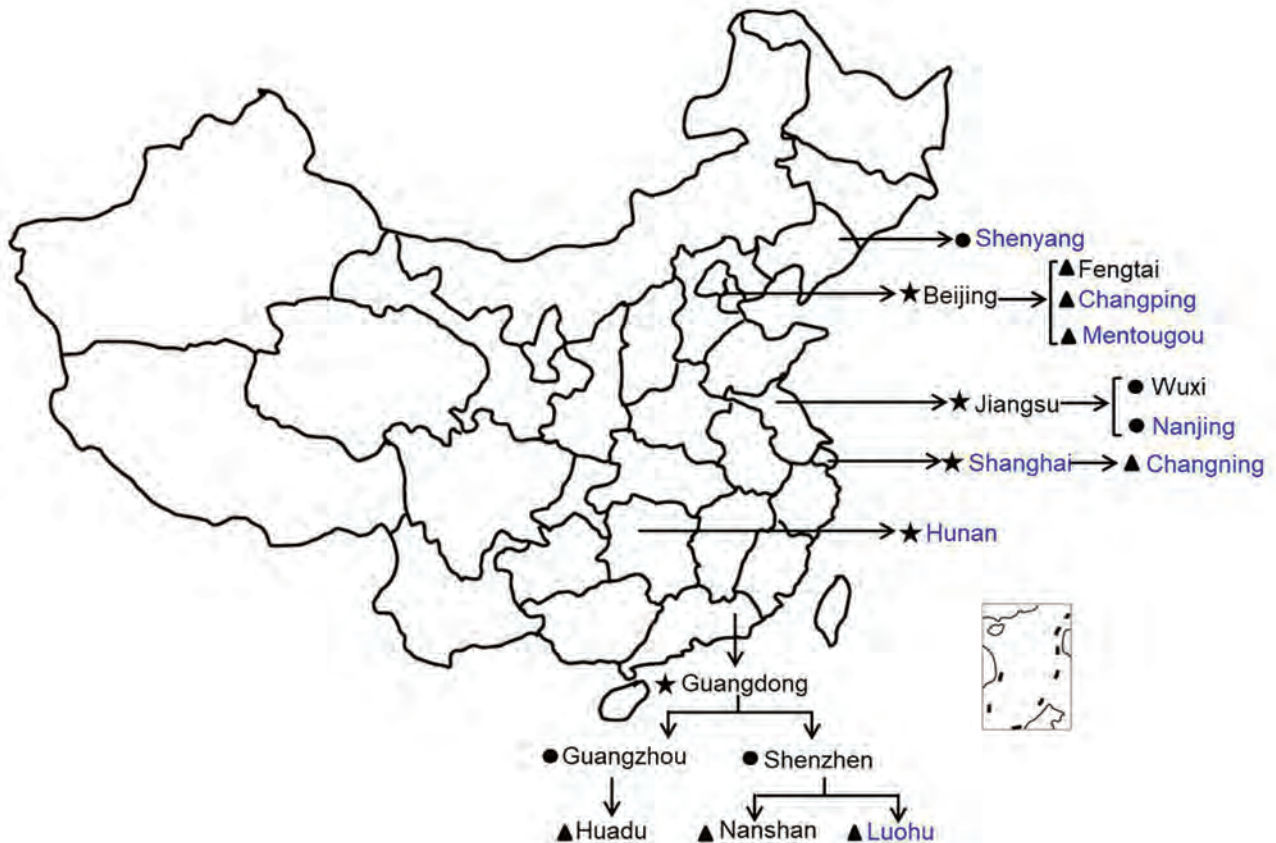 Shenyang
Fengtai
Beijing
Changping
Mentougou
Wuxi
Jiangsu
Nanjing
Shanghai
Changning
Hunan
Guangdong
Guangzhou
Shenzhen
Huadu
Nanshan
Luohu